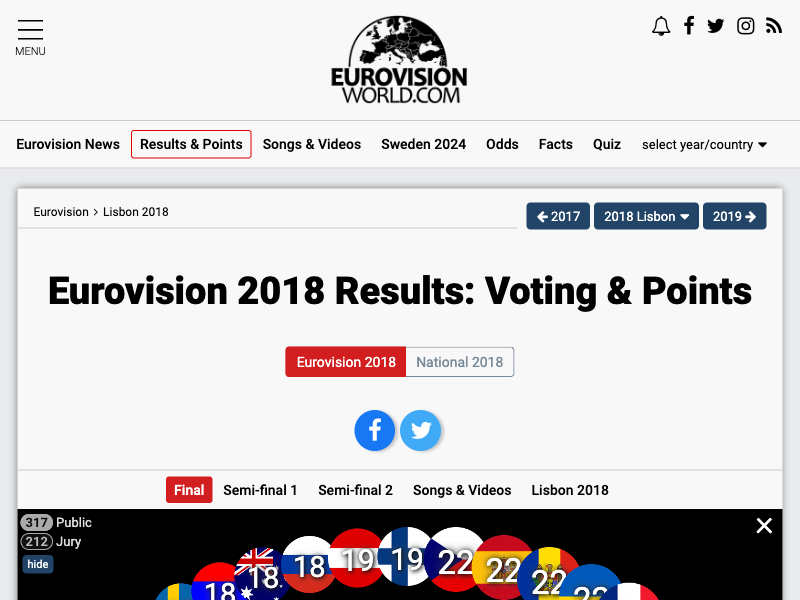 MENU
EUROVISION
WORLD.COM
Eurovision News
Results & Points
Songs & Videos
Sweden 2024
Odds
Facts
Quiz
select year/country
Eurovision > Lisbon 2018
2017
2018 Lisbon
2019
Eurovision 2018 Results: Voting & Points
Eurovision 2018
National 2018
Final
Semi-final 1
Semi-final 2
Songs & Videos
Lisbon 2018
317 Public
212 Jury
hide
18
18
18
19
19
22
22
22
22